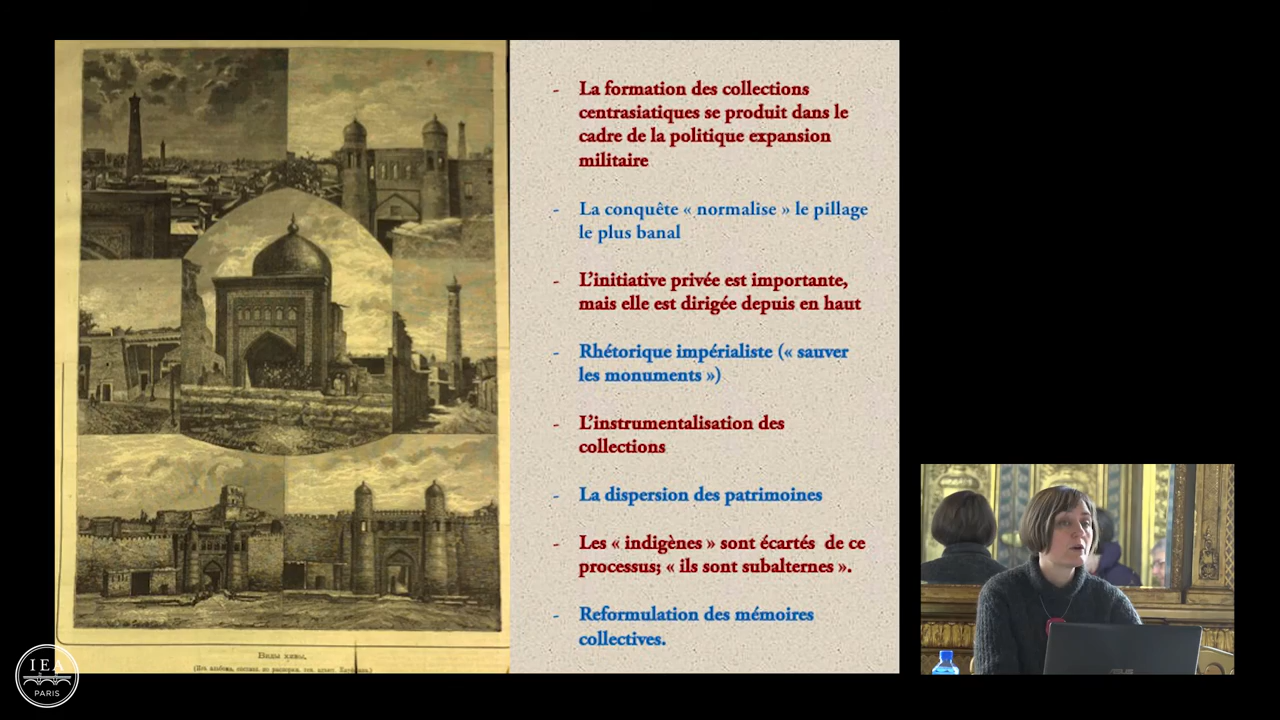 - La formation des collections
centrasiatiques se produit dans le
cadre de la politique expansion
militaire
- La conquête « normalise » le pillage
le plus banal
- L'initiative privée est importante,
mais elle est dirigée depuis en haut
- Rhétorique impérialiste (« sauver
les monuments »)
- L'instrumentalisation des
collections
- La dispersion des patrimoines
- Les « indigènes » sont écartés de ce
processus; « ils sont subalternes ».
- Reformulation des mémoires
collectives.
Виды хивы.
IEA
PARIS